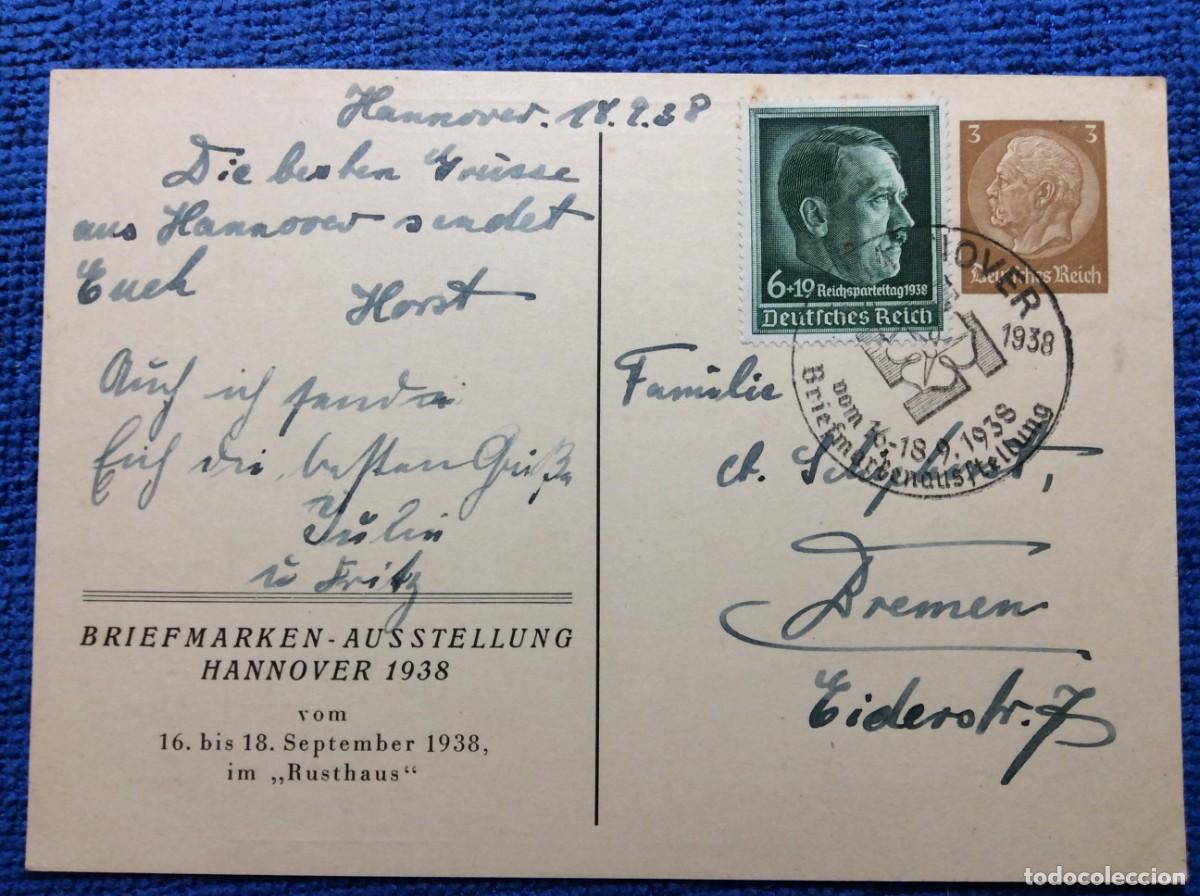 Hannover. 18.9.38
Die besten Grüsse
aus Hannover sendet
Euch
Horst
Auch ich sende
Euch die besten Grüße
u Fritz
BRIEFMARKEN-AUSSTELLUNG
HANNOVER 1938
vom
16. bis 18. September 1938,
im „Rusthaus“
6+19 Reichsparteitag 1938
Deutsches Reich
3 3
Deutsches Reich
HANNOVER
1938
vom 16.-18.9.1938
Briefmarkenausstellung
Familie
Bremen
Eiderstr. 7
todocoleccion